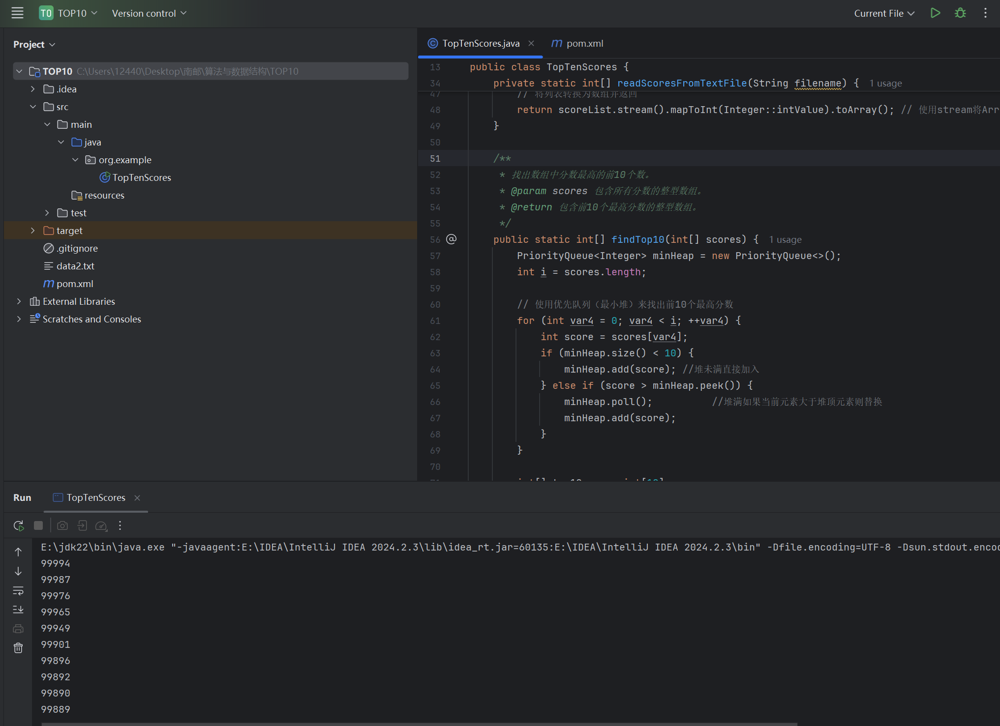 TO TOP10 Version control Current File
Project
TOP10 C:\Users\12440\Desktop\南邮\算法与数据结构\TOP10
.idea
src
main
java
org.example
TopTenScores
resources
test
target
.gitignore
data2.txt
pom.xml
External Libraries
Scratches and Consoles
TopTenScores.java pom.xml
13 public class TopTenScores {
34 private static int[] readScoresFromTextFile(String filename) { 1 usage
47 // 将列表转换为数组并返回
48 return scoreList.stream().mapToInt(Integer::intValue).toArray(); // 使用stream将Arr
49 }
50
51 /**
52 * 找出数组中分数最高的前10个数。
53 * @param scores 包含所有分数的整型数组。
54 * @return 包含前10个最高分数的整型数组。
55 */
56 public static int[] findTop10(int[] scores) { 1 usage
57 PriorityQueue<Integer> minHeap = new PriorityQueue<>();
58 int i = scores.length;
59
60 // 使用优先队列（最小堆）来找出前10个最高分数
61 for (int var4 = 0; var4 < i; ++var4) {
62 int score = scores[var4];
63 if (minHeap.size() < 10) {
64 minHeap.add(score); //堆未满直接加入
65 } else if (score > minHeap.peek()) {
66 minHeap.poll(); //堆满如果当前元素大于堆顶元素则替换
67 minHeap.add(score);
68 }
69 }
70
Run TopTenScores
E:\jdk22\bin\java.exe "-javaagent:E:\IDEA\IntelliJ IDEA 2024.2.3\lib\idea_rt.jar=60135:E:\IDEA\IntelliJ IDEA 2024.2.3\bin" -Dfile.encoding=UTF-8 -Dsun.stdout.encod
99994
99987
99976
99965
99949
99901
99896
99892
99890
99889